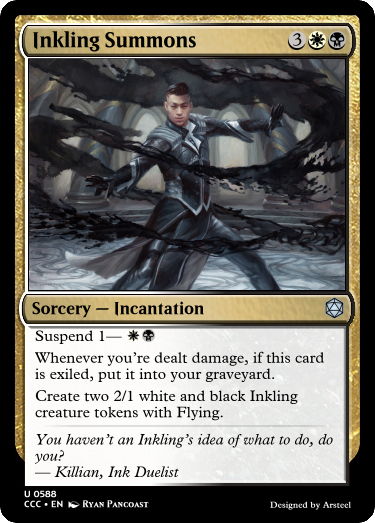 Inkling Summons 3
Sorcery — Incantation
Suspend 1—
Whenever you're dealt damage, if this card
is exiled, put it into your graveyard.
Create two 2/1 white and black Inkling
creature tokens with Flying.
You haven't an Inkling's idea of what to do, do
you?
— Killian, Ink Duelist
U 0588
CCC • EN Ryan Pancoast
Designed by Arsteel